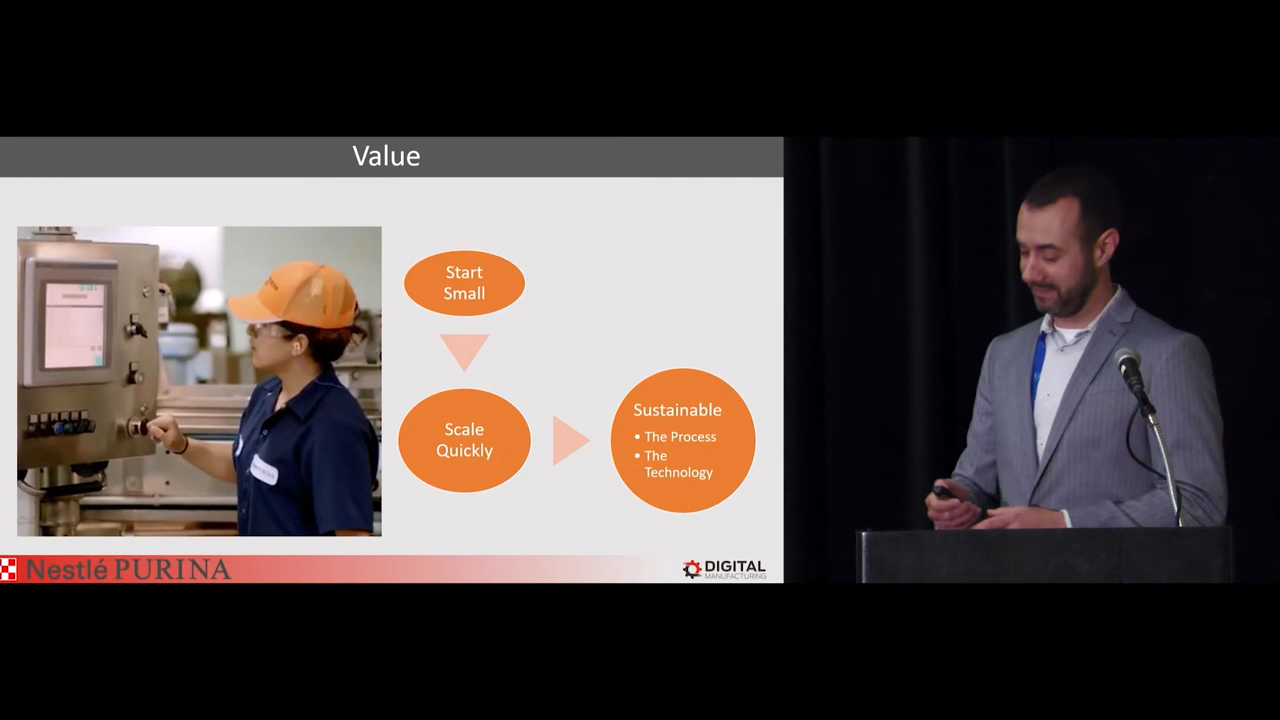 Value
Start
Small
Scale
Quickly
Sustainable
• The Process
• The
Technology
Nestlé PURINA
DIGITAL
MANUFACTURING